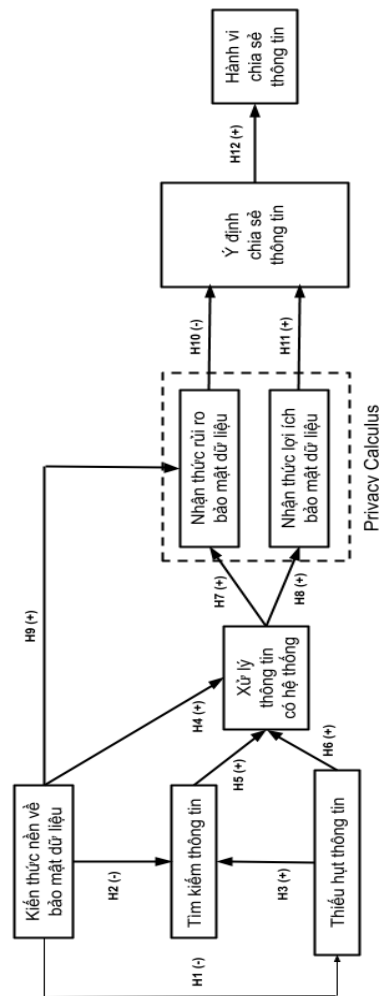 Kiến thức nền về
bảo mật dữ liệu
Tìm kiếm thông tin
Thiếu hụt thông tin
H1 (-)
H2 (-)
H3 (+)
H9 (+)
H4 (+)
H5 (+)
H6 (+)
Xử lý
thông tin
có hệ thống
H7 (+)
H8 (+)
Nhận thức rủi ro
bảo mật dữ liệu
Nhận thức lợi ích
bảo mật dữ liệu
Privacy Calculus
H10 (-)
H11 (+)
Ý định
chia sẻ
thông tin
H12 (+)
Hành vi
chia sẻ
thông tin